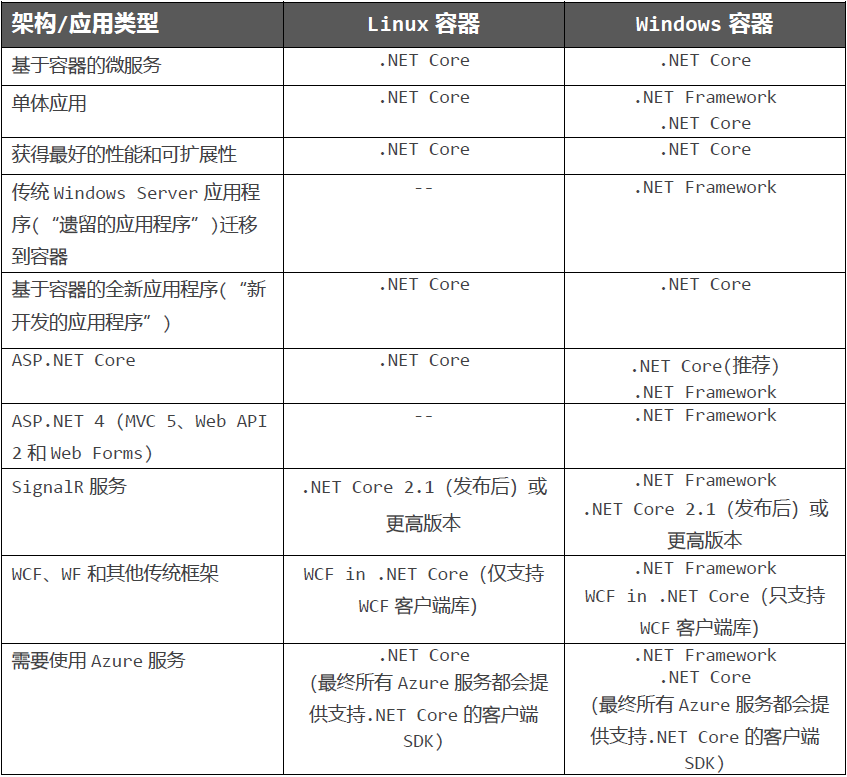 架构/应用类型 Linux 容器 Windows 容器
基于容器的微服务 .NET Core .NET Core
单体应用 .NET Core .NET Framework
.NET Core
获得最好的性能和可扩展性 .NET Core .NET Core
传统 Windows Server 应用程 -- .NET Framework
序(“遗留的应用程序”)迁移
到容器
基于容器的全新应用程序(“新 .NET Core .NET Core
开发的应用程序”)
ASP.NET Core .NET Core .NET Core(推荐)
.NET Framework
ASP.NET 4（MVC 5、Web API -- .NET Framework
2 和 Web Forms）
SignalR 服务 .NET Core 2.1（发布后）或 .NET Framework
更高版本 .NET Core 2.1（发布后）或
更高版本
WCF、WF 和其他传统框架 WCF in .NET Core（仅支持 .NET Framework
WCF 客户端库) WCF in .NET Core（只支持
WCF 客户端库)
需要使用 Azure 服务 .NET Core .NET Framework
.NET Core
（最终所有 Azure 服务都会提 （最终所有 Azure 服务都会提
供支持.NET Core 的客户端 供支持.NET Core 的客户端
SDK） SDK）